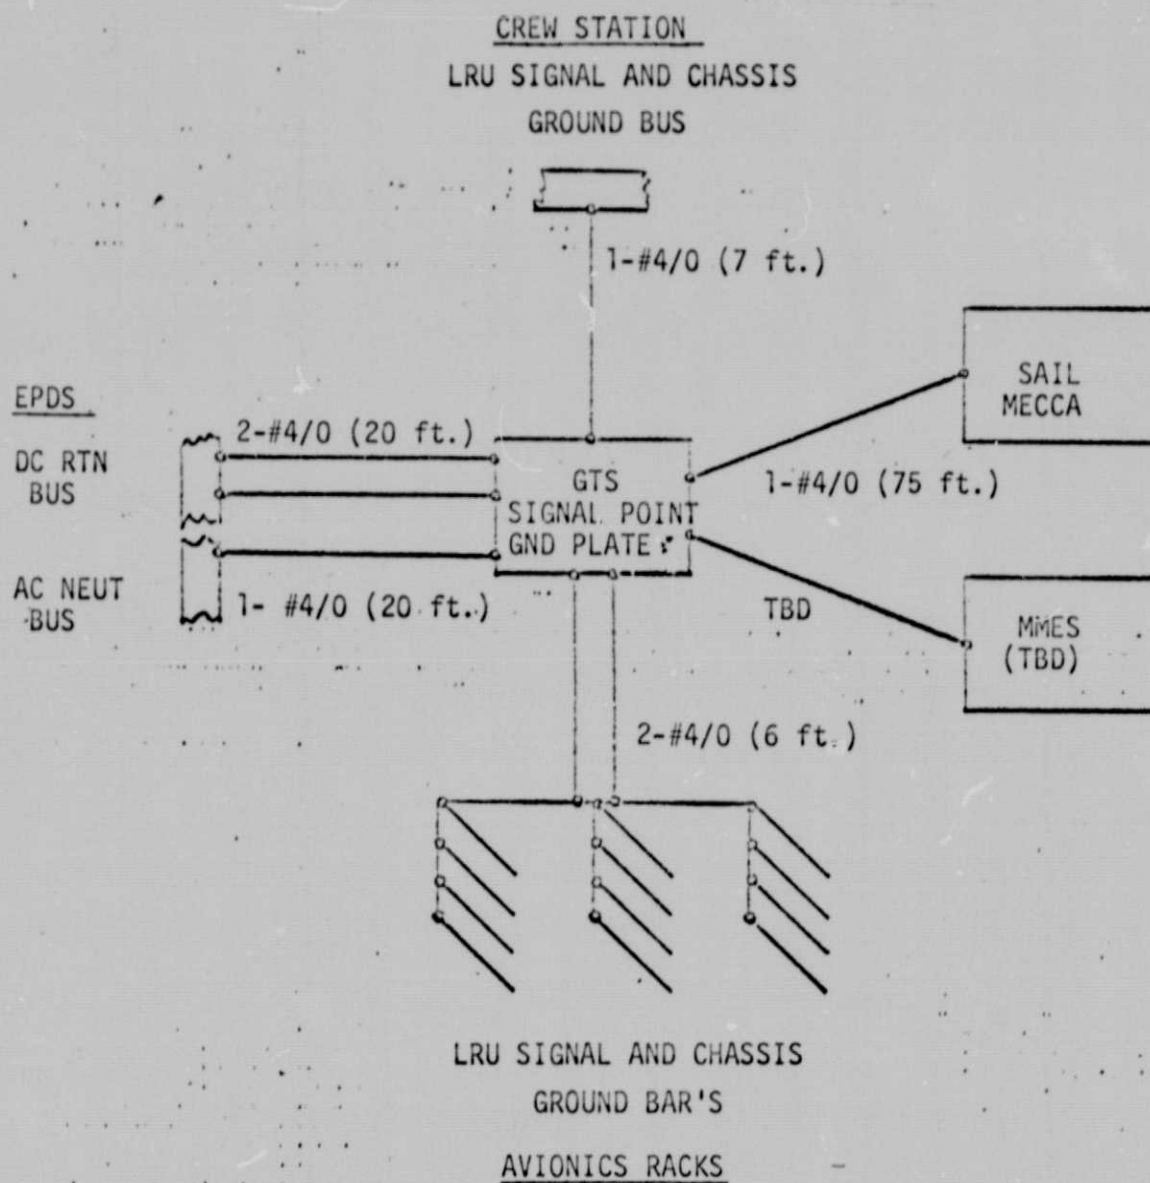 CREW STATION
LRU SIGNAL AND CHASSIS
GROUND BUS
1-#4/0 (7 ft.)
SAIL
MECCA
EPDS
2-#4/0 (20 ft.)
DC RTN
BUS
GTS
SIGNAL POINT
GND PLATE
1-#4/0 (75 ft.)
AC NEUT
BUS
1- #4/0 (20 ft.)
TBD
MMES
(TBD)
2-#4/0 (6 ft.)
LRU SIGNAL AND CHASSIS
GROUND BAR'S
AVIONICS RACKS